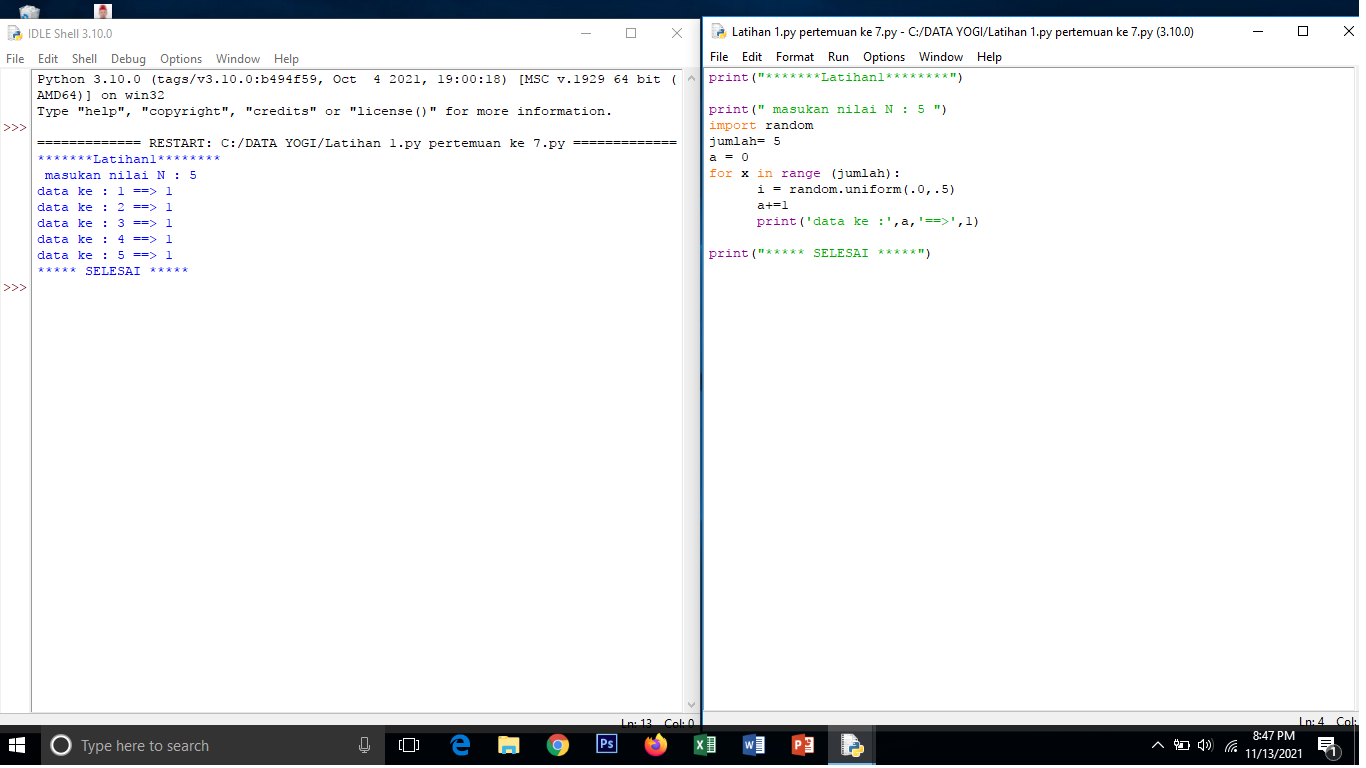 IDLE Shell 3.10.0
File Edit Shell Debug Options Window Help
Python 3.10.0 (tags/v3.10.0:b494f59, Oct  4 2021, 19:00:18) [MSC v.1929 64 bit (
AMD64)] on win32
Type "help", "copyright", "credits" or "license()" for more information.
>>>
============= RESTART: C:/DATA YOGI/Latihan 1.py pertemuan ke 7.py =============
*******Latihan1********
 masukan nilai N : 5
data ke : 1 ==> 1
data ke : 2 ==> 1
data ke : 3 ==> 1
data ke : 4 ==> 1
data ke : 5 ==> 1
***** SELESAI *****
>>>
Ln: 13 Col: 0
Latihan 1.py pertemuan ke 7.py - C:/DATA YOGI/Latihan 1.py pertemuan ke 7.py (3.10.0)
File Edit Format Run Options Window Help
print("*******Latihan1********")
print(" masukan nilai N : 5 ")
import random
jumlah= 5
a = 0
for x in range (jumlah):
      i = random.uniform(.0,.5)
      a+=1
      print('data ke :',a,'==>',1)
print("***** SELESAI *****")
Ln: 4 Col:
Type here to search
Ps
8:47 PM
11/13/2021
1